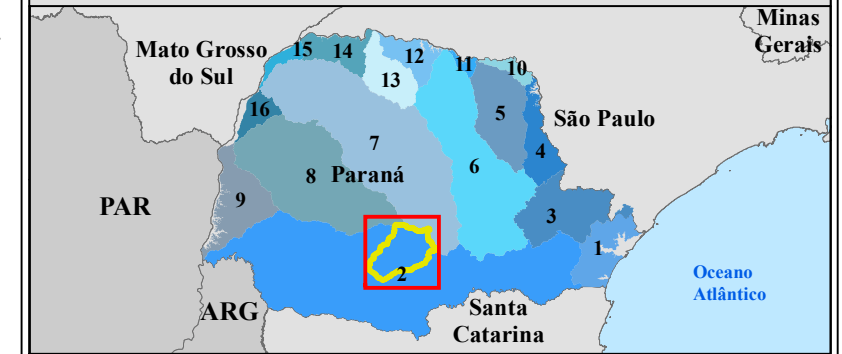 Minas
Gerais
Mato Grosso
do Sul
15
14
12
11
10
13
16
5
São Paulo
7
4
6
8
Paraná
9
3
PAR
1
2
Oceano
Atlântico
ARG
Santa
Catarina